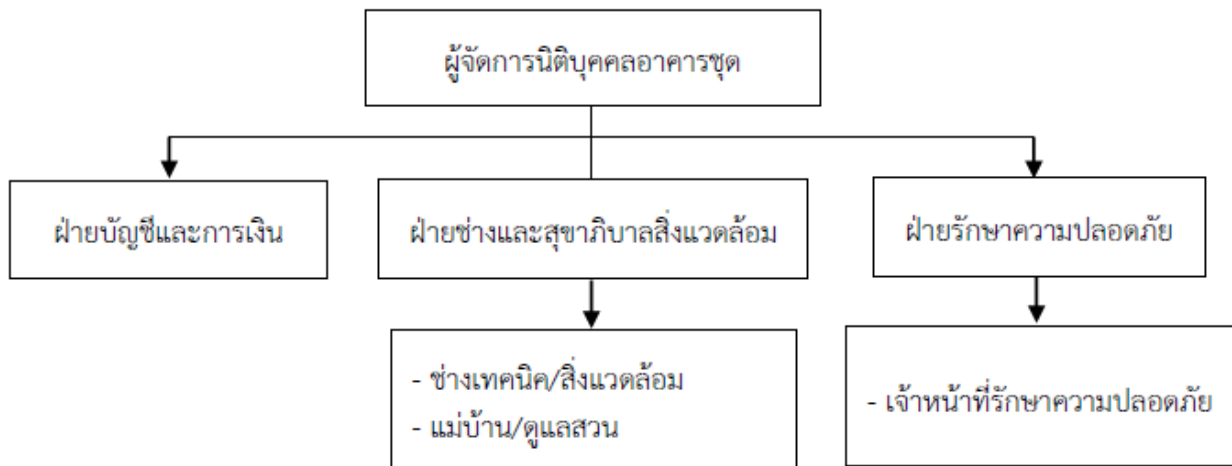 ผู้จัดการนิติบุคคลอาคารชุด
ฝ่ายบัญชีและการเงิน
ฝ่ายช่างและสุขาภิบาลสิ่งแวดล้อม
ฝ่ายรักษาความปลอดภัย
- ช่างเทคนิค/สิ่งแวดล้อม
- แม่บ้าน/ดูแลสวน
- เจ้าหน้าที่รักษาความปลอดภัย